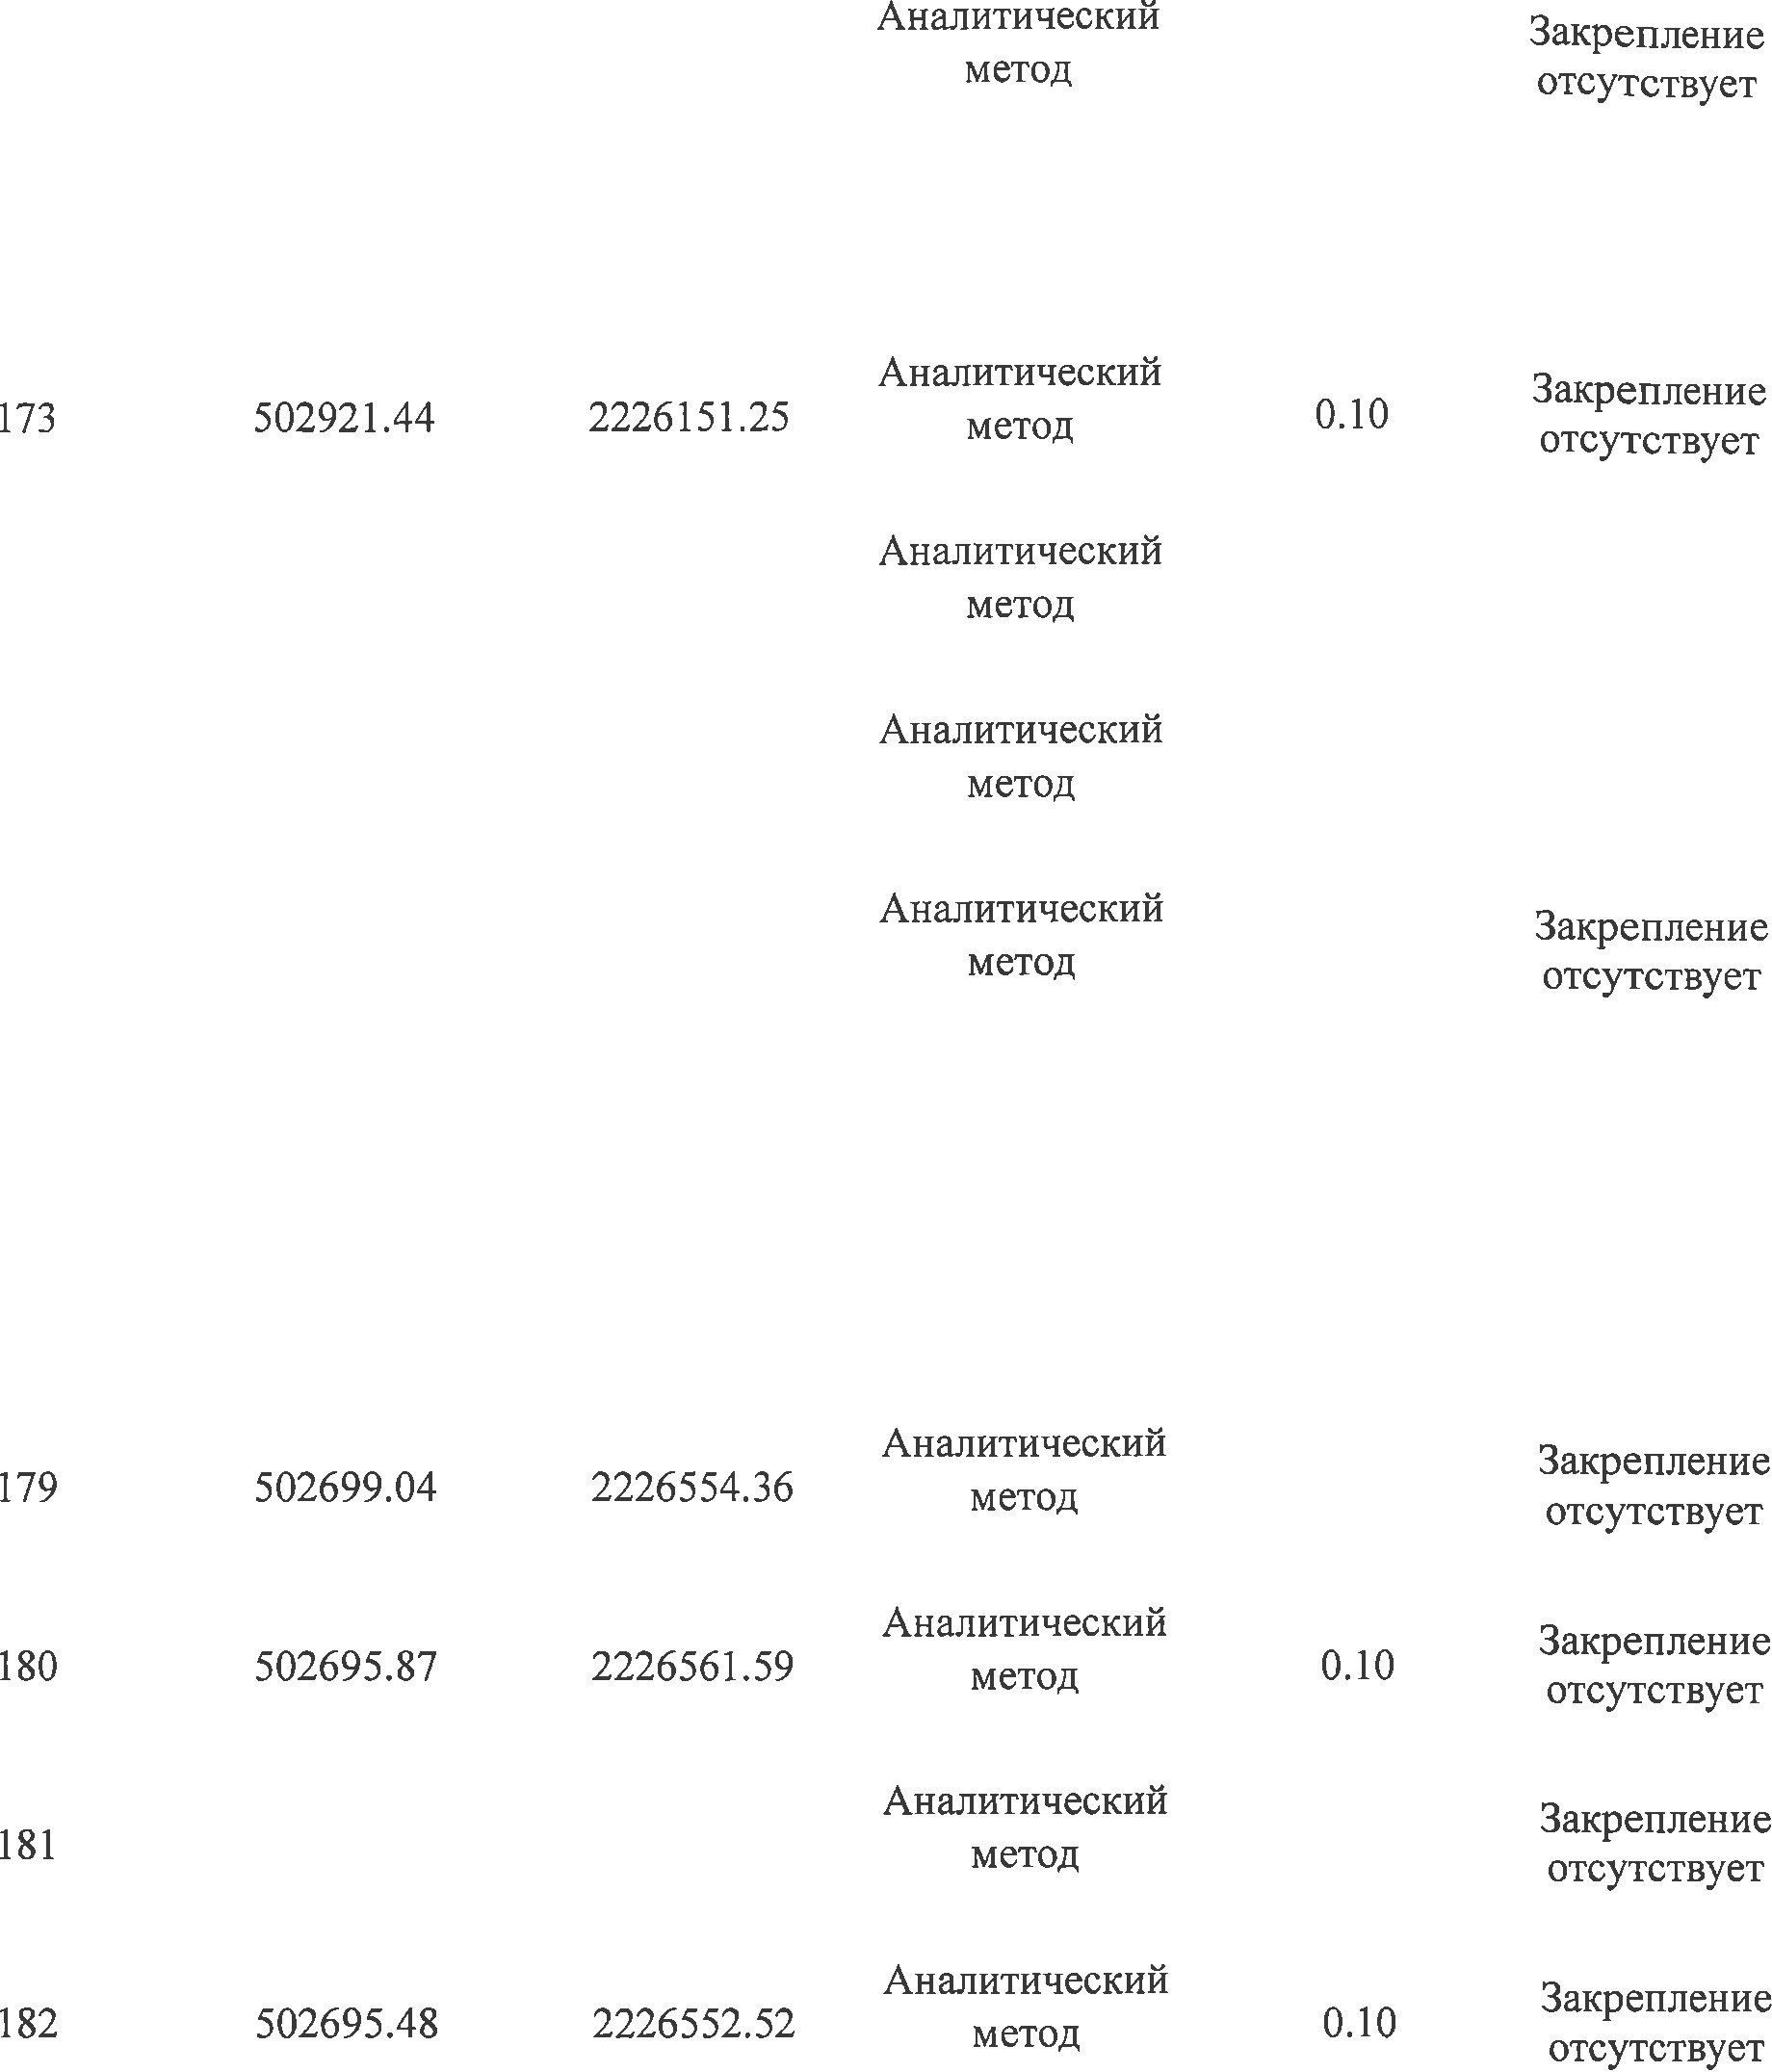 Аналитический
метод
Закрепление
отсутствует
173 502921.44 2226151.25 Аналитический 0.10 Закрепление
метод отсутствует
Аналитический
метод
Аналитический
метод
Аналитический Закрепление
метод отсутствует
179 502699.04 2226554.36 Аналитический Закрепление
метод отсутствует
180 502695.87 2226561.59 Аналитический 0.10 Закрепление
метод отсутствует
181 Аналитический Закрепление
метод отсутствует
182 502695.48 2226552.52 Аналитический 0.10 Закрепление
метод отсутствует